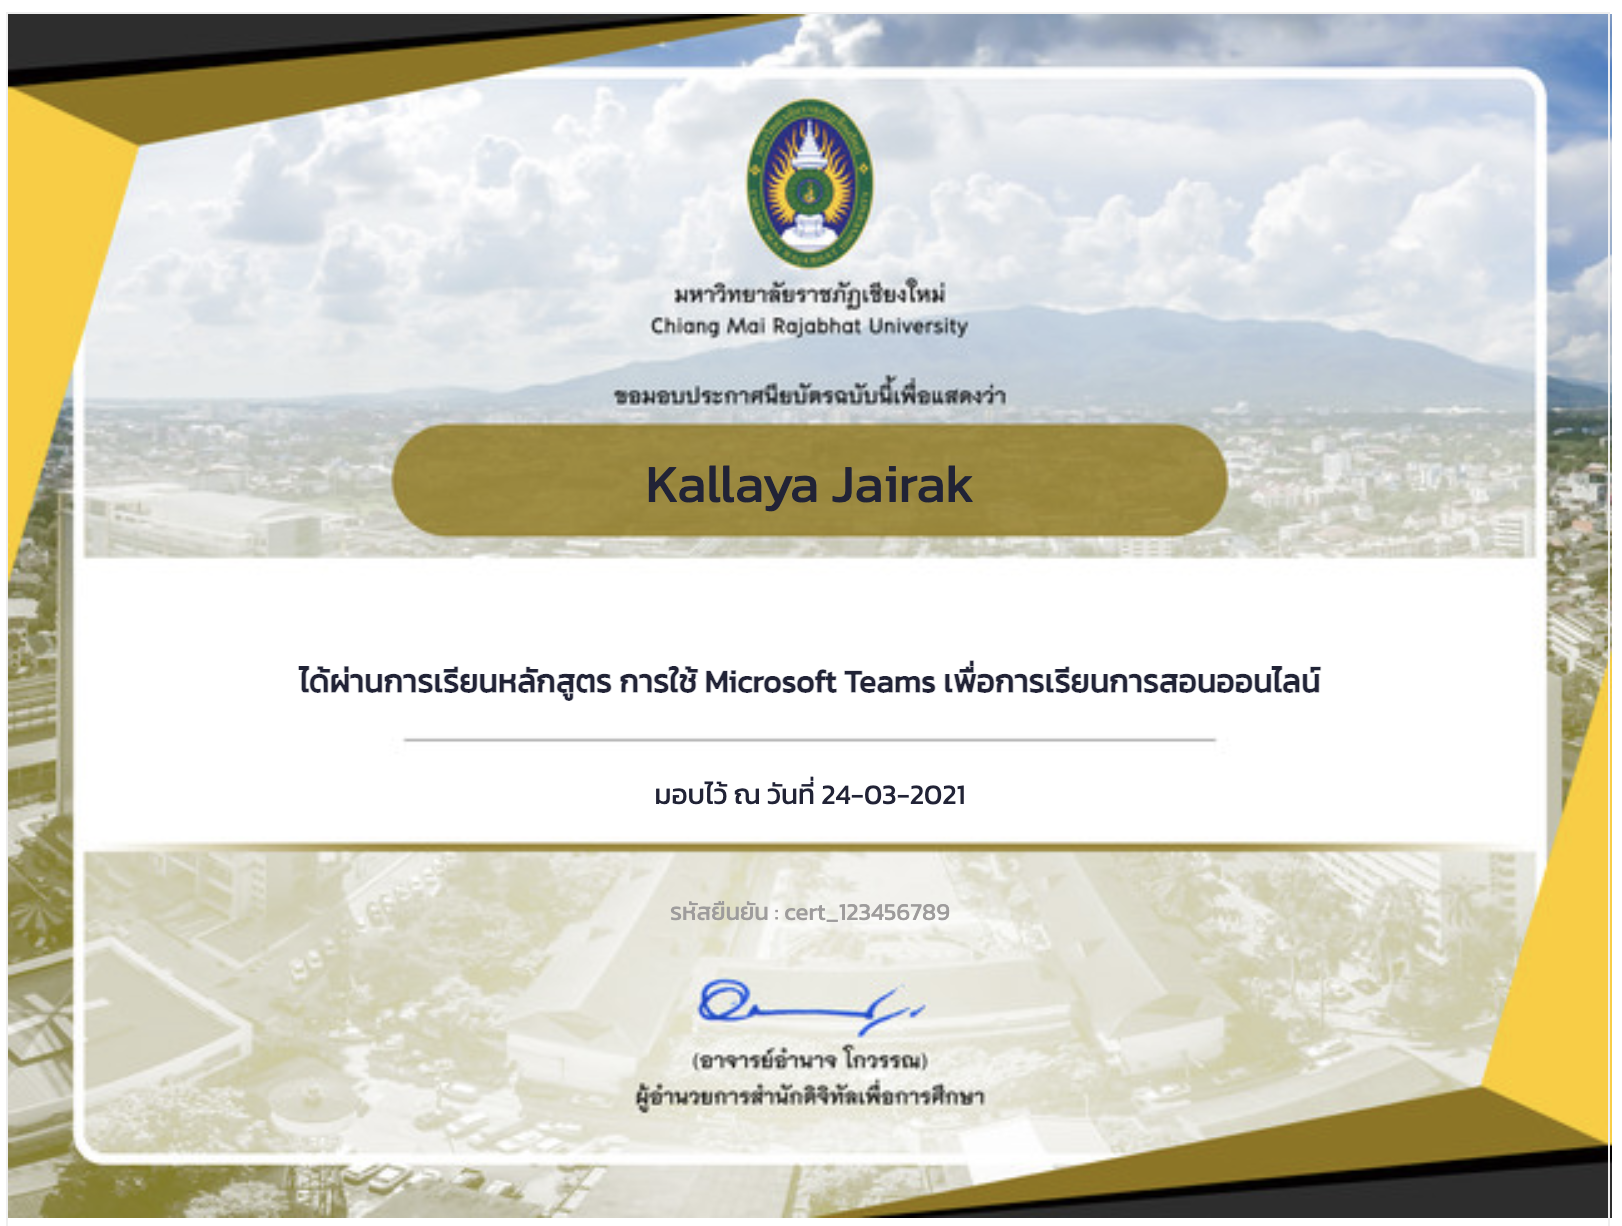 มหาวิทยาลัยราชภัฏเชียงใหม่
Chiang Mai Rajabhat University
ขอมอบประกาศนียบัตรฉบับนี้เพื่อแสดงว่า
Kallaya Jairak
ได้ผ่านการเรียนหลักสูตร การใช้ Microsoft Teams เพื่อการเรียนการสอนออนไลน์
มอบไว้ ณ วันที่ 24-03-2021
รหัสยืนยัน : cert_123456789
(อาจารย์อำนาจ โกวรรณ)
ผู้อำนวยการสำนักดิจิทัลเพื่อการศึกษา